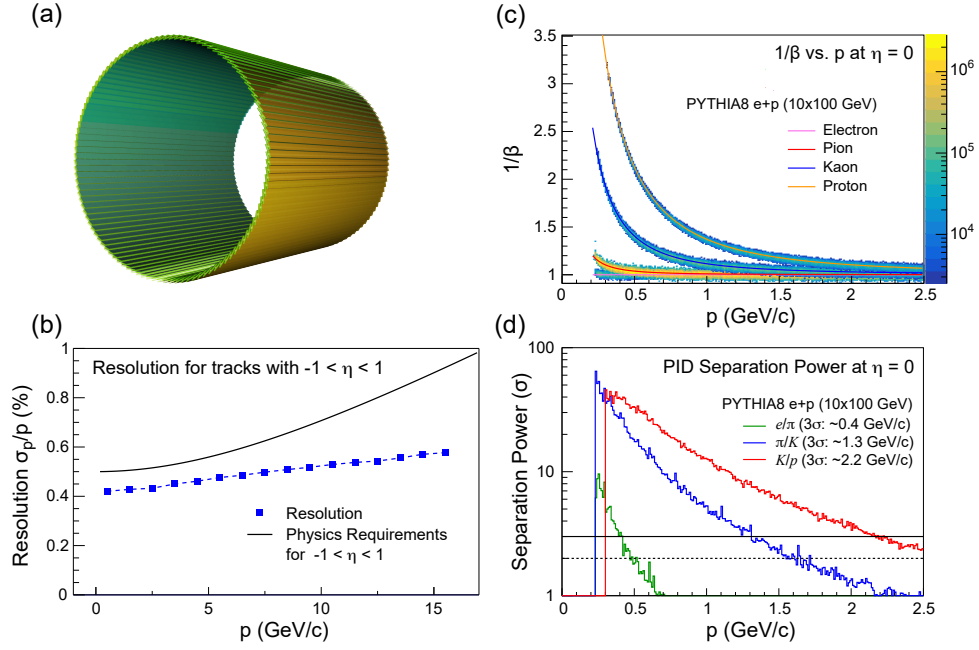 (a)
(b)
Resolution for tracks with -1 < η < 1
Resolution σp/p (%)
1
0.8
0.6
0.4
0.2
0
Resolution
Physics Requirements
for -1 < η < 1
0
5
10
15
p (GeV/c)
(c)
1/β vs. p at η = 0
PYTHIA8 e+p (10x100 GeV)
Electron
Pion
Kaon
Proton
1/β
3.5
3
2.5
2
1.5
1
0
0.5
1
1.5
2
2.5
p (GeV/c)
10⁶
10⁵
10⁴
(d)
PID Separation Power at η = 0
PYTHIA8 e+p (10x100 GeV)
e/π (3σ: ~0.4 GeV/c)
π/K (3σ: ~1.3 GeV/c)
K/p (3σ: ~2.2 GeV/c)
Separation Power (σ)
100
10
1
0
0.5
1
1.5
2
2.5
p (GeV/c)